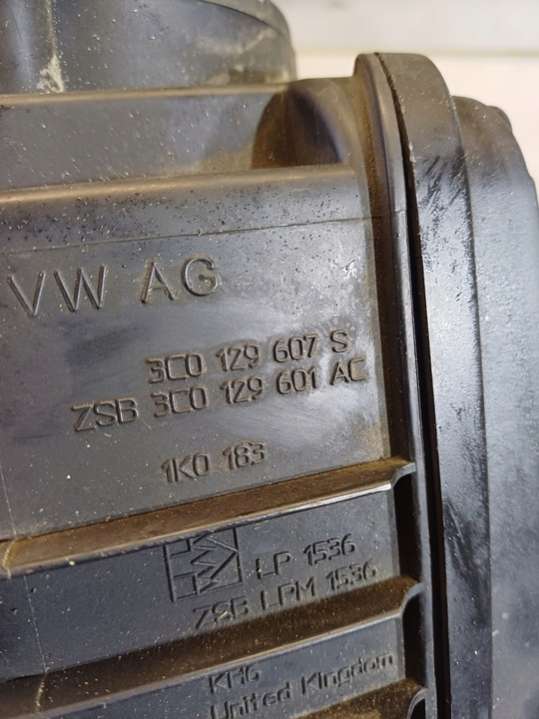 VW AG
3C0 129 607 S
ZSB 3C0 129 601 AC
1K0 183
LP 1536
ZSB LPM 1536
KH6
United Kingdom